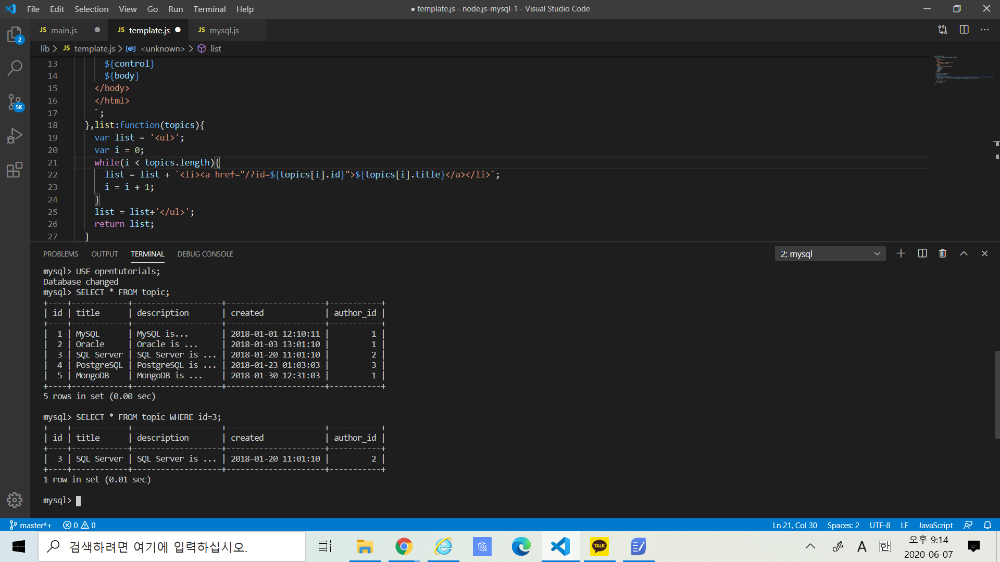 File Edit Selection View Go Run Terminal Help
● template.js - node.js-mysql-1 - Visual Studio Code
JS main.js
JS template.js
JS mysql.js
2
lib > JS template.js > <unknown> > list
13 ${control}
14 ${body}
15 </body>
16 </html>
17 `;
18 },list:function(topics){
19 var list = '<ul>';
20 var i = 0;
21 while(i < topics.length){
22 list = list + `<li><a href="/?id=${topics[i].id}">${topics[i].title}</a></li>`;
23 i = i + 1;
24 }
25 list = list+'</ul>';
26 return list;
27 }
5K
PROBLEMS OUTPUT TERMINAL DEBUG CONSOLE
2: mysql
mysql> USE opentutorials;
Database changed
mysql> SELECT * FROM topic;
+----+------------+-------------------+---------------------+-----------+
| id | title      | description       | created             | author_id |
+----+------------+-------------------+---------------------+-----------+
|  1 | MySQL      | MySQL is...       | 2018-01-01 12:10:11 |         1 |
|  2 | Oracle     | Oracle is ...     | 2018-01-03 13:01:10 |         1 |
|  3 | SQL Server | SQL Server is ... | 2018-01-20 11:01:10 |         2 |
|  4 | PostgreSQL | PostgreSQL is ... | 2018-01-23 01:03:03 |         3 |
|  5 | MongoDB    | MongoDB is ...    | 2018-01-30 12:31:03 |         1 |
+----+------------+-------------------+---------------------+-----------+
5 rows in set (0.00 sec)
mysql> SELECT * FROM topic WHERE id=3;
+----+------------+-------------------+---------------------+-----------+
| id | title      | description       | created             | author_id |
+----+------------+-------------------+---------------------+-----------+
|  3 | SQL Server | SQL Server is ... | 2018-01-20 11:01:10 |         2 |
+----+------------+-------------------+---------------------+-----------+
1 row in set (0.01 sec)
mysql>
master*+ 0 0
Ln 21, Col 30 Spaces: 2 UTF-8 LF JavaScript
검색하려면 여기에 입력하십시오.
TALK
A 한
오후 9:14
2020-06-07